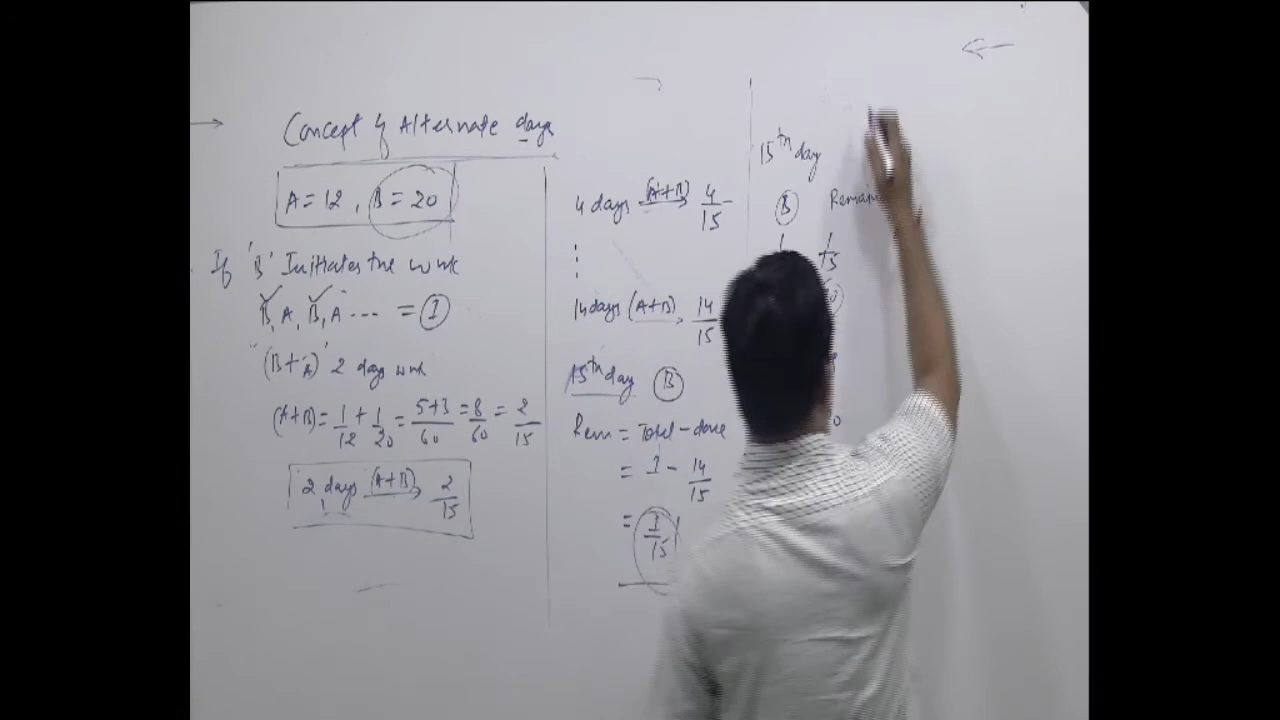 Concept of Alternate days
A = 12 , B = 20
If 'B' Initiates the work
B, A, B, A ---- = 1
"(B+A)" 2 days work
(A+B) = 1/12 + 1/20 = 5+3/60 = 8/60 = 2/15
2 days (A+B) → 2/15
4 days (A+B) → 4/15
14 days (A+B) → 14/15
15th day B
Rem = Total - done
= 1 - 14/15
= 1/15
15th day
B
1/15